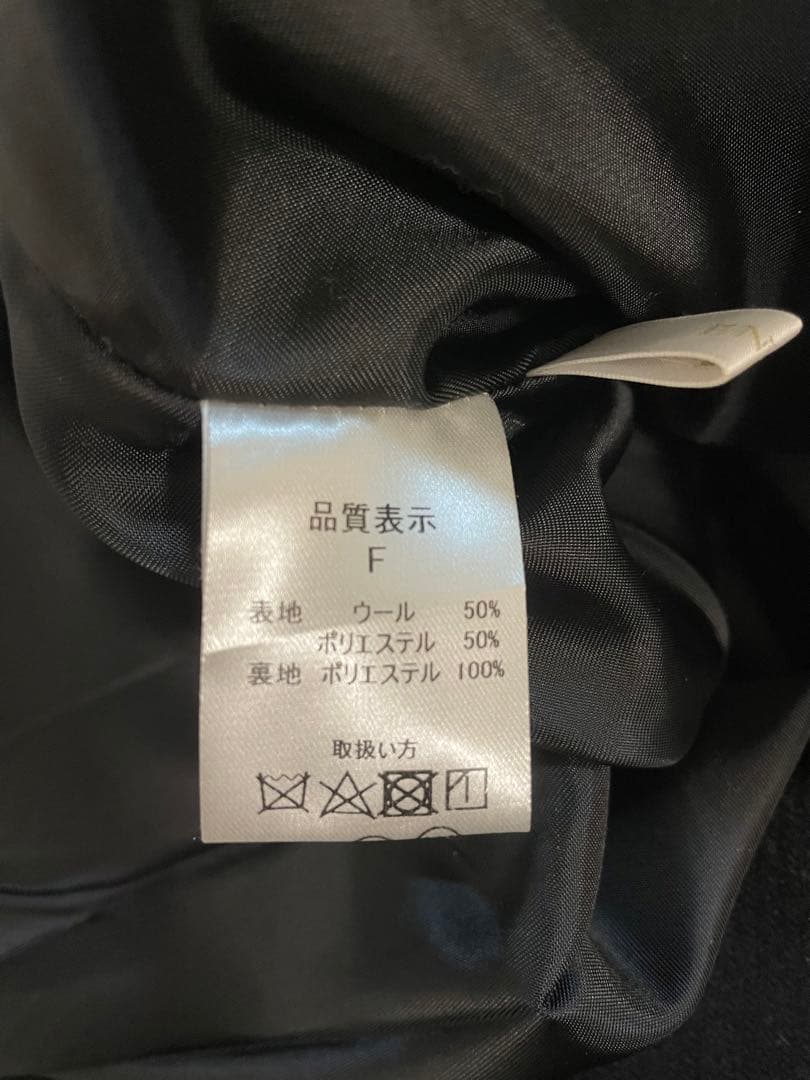 品質表示
F
表地 ウール 50%
ポリエステル 50%
裏地 ポリエステル 100%
取扱い方